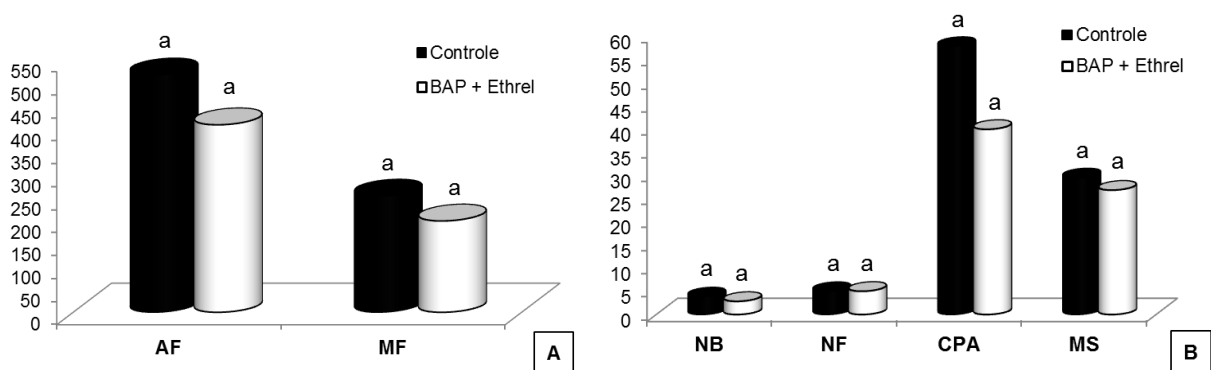 a
a
a
a
Controle
BAP + Ethrel
550
500
450
400
350
300
250
200
150
100
50
0
AF
MF
A
a
a
a
a
a
a
a
a
Controle
BAP + Ethrel
60
55
50
45
40
35
30
25
20
15
10
5
0
NB
NF
CPA
MS
B